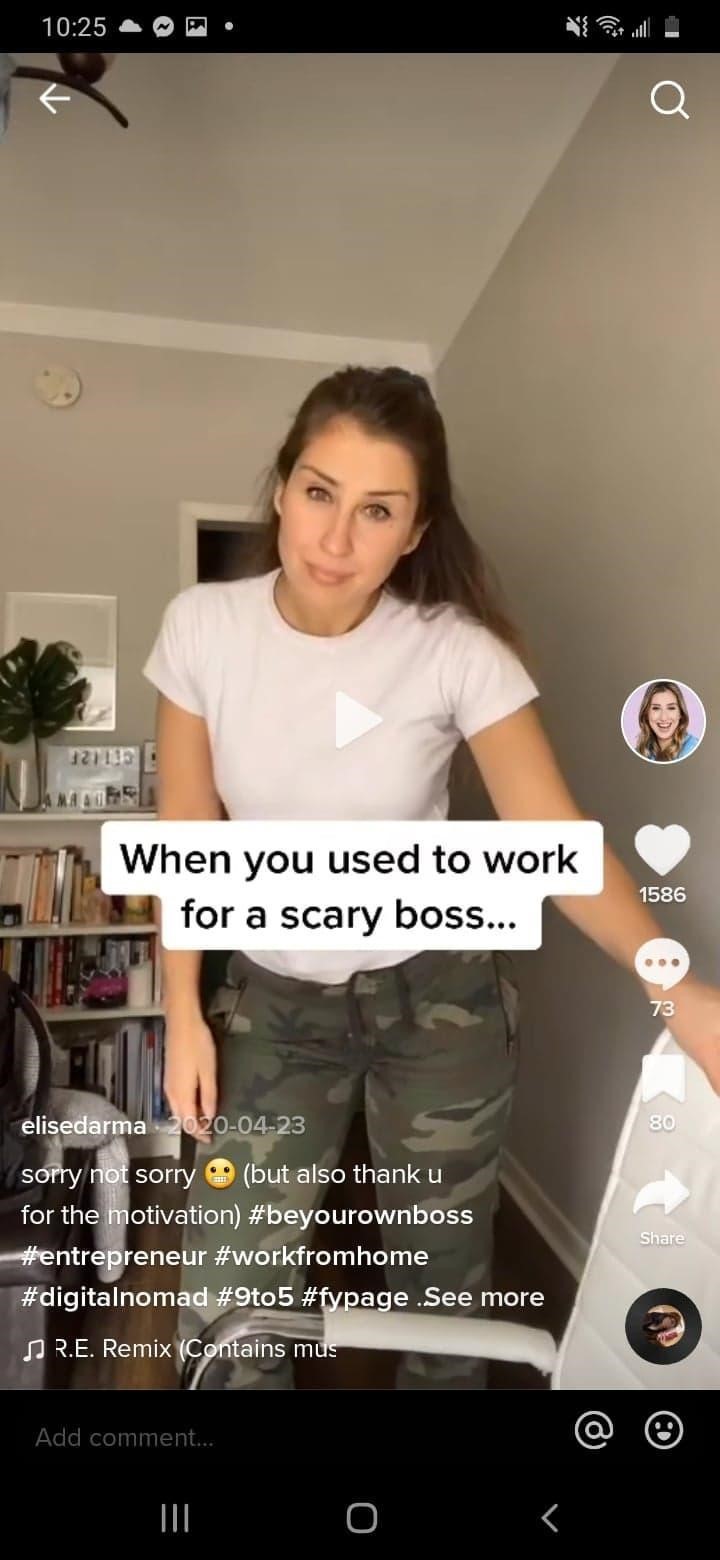 10:25
When you used to work
for a scary boss...
1586
73
80
Share
elisedarma · 2020-04-23
sorry not sorry 😬 (but also thank u
for the motivation) #beyourownboss
#entrepreneur #workfromhome
#digitalnomad #9to5 #fypage ..See more
R.E. Remix (Contains mus
Add comment...